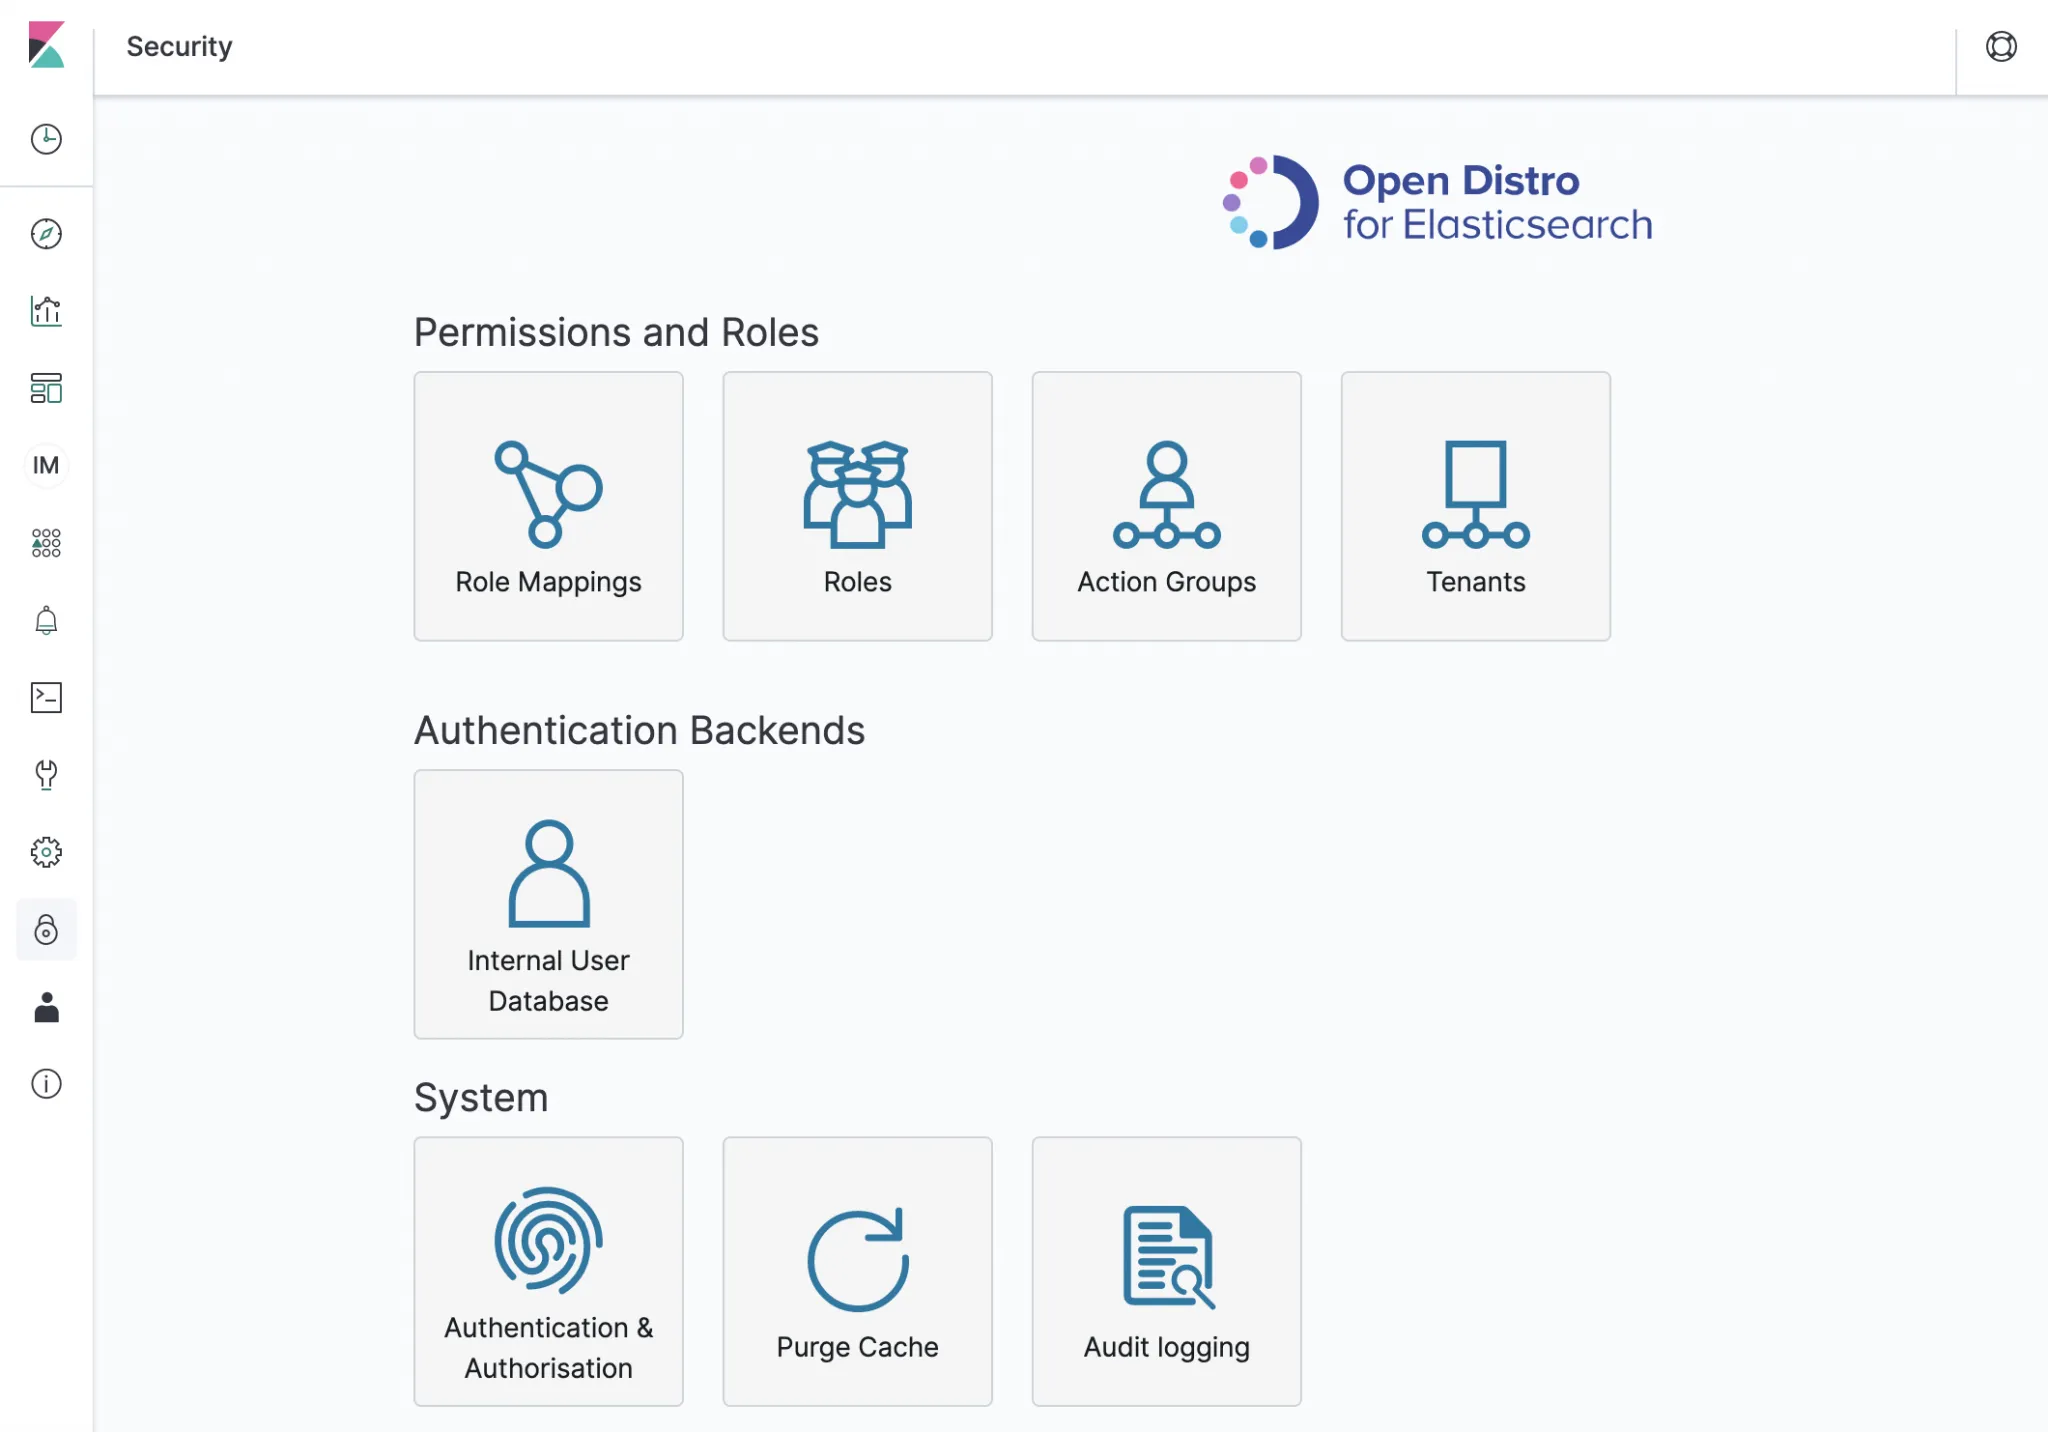 Security
Open Distro
for Elasticsearch
Permissions and Roles
Role Mappings
Roles
Action Groups
Tenants
IM
Authentication Backends
Internal User
Database
System
Authentication &
Authorisation
Purge Cache
Audit logging